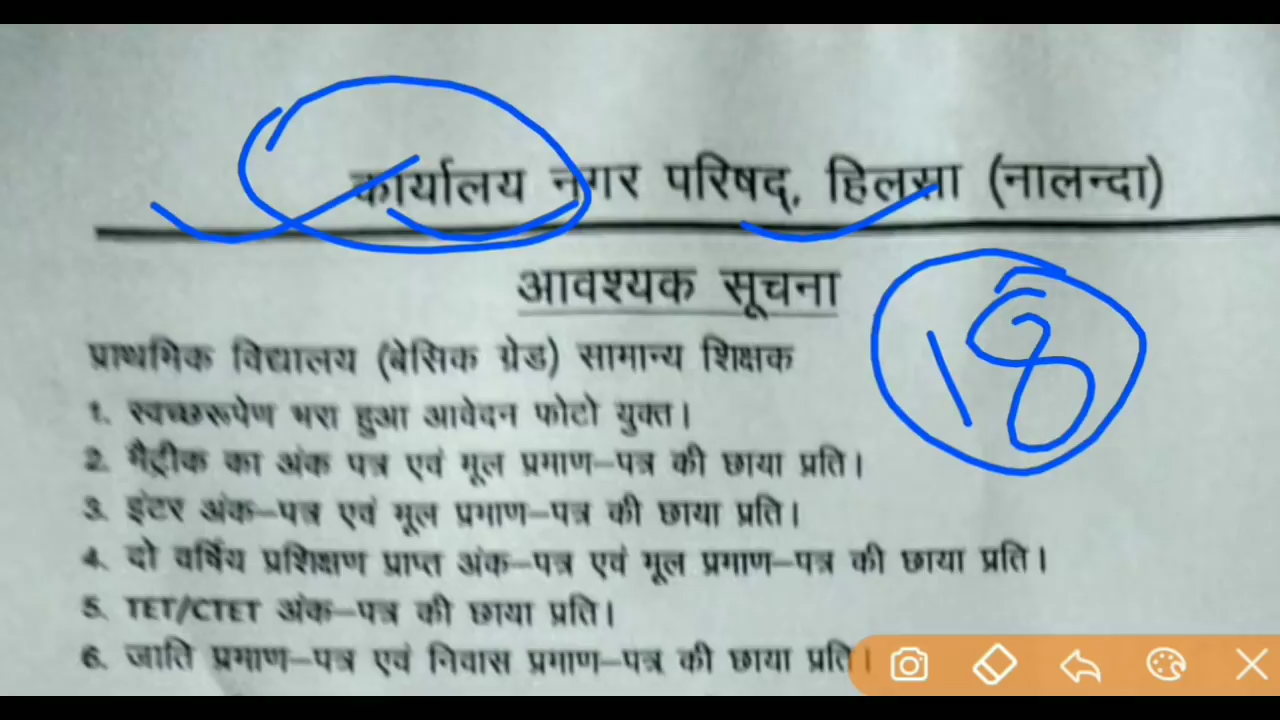 कार्यालय नगर परिषद्, हिलसा (नालन्दा)
आवश्यक सूचना
18
प्राथमिक विद्यालय (बेसिक ग्रेड) सामान्य शिक्षक
1. स्वच्छरूपेण भरा हुआ आवेदन फोटो युक्त।
2. मैट्रीक का अंक पत्र एवं मूल प्रमाण–पत्र की छाया प्रति।
3. इंटर अंक–पत्र एवं मूल प्रमाण–पत्र की छाया प्रति।
4. दो वर्षिय प्रशिक्षण प्राप्त अंक–पत्र एवं मूल प्रमाण–पत्र की छाया प्रति।
5. TET/CTET अंक–पत्र की छाया प्रति।
6. जाति प्रमाण–पत्र एवं निवास प्रमाण–पत्र की छाया प्रति।